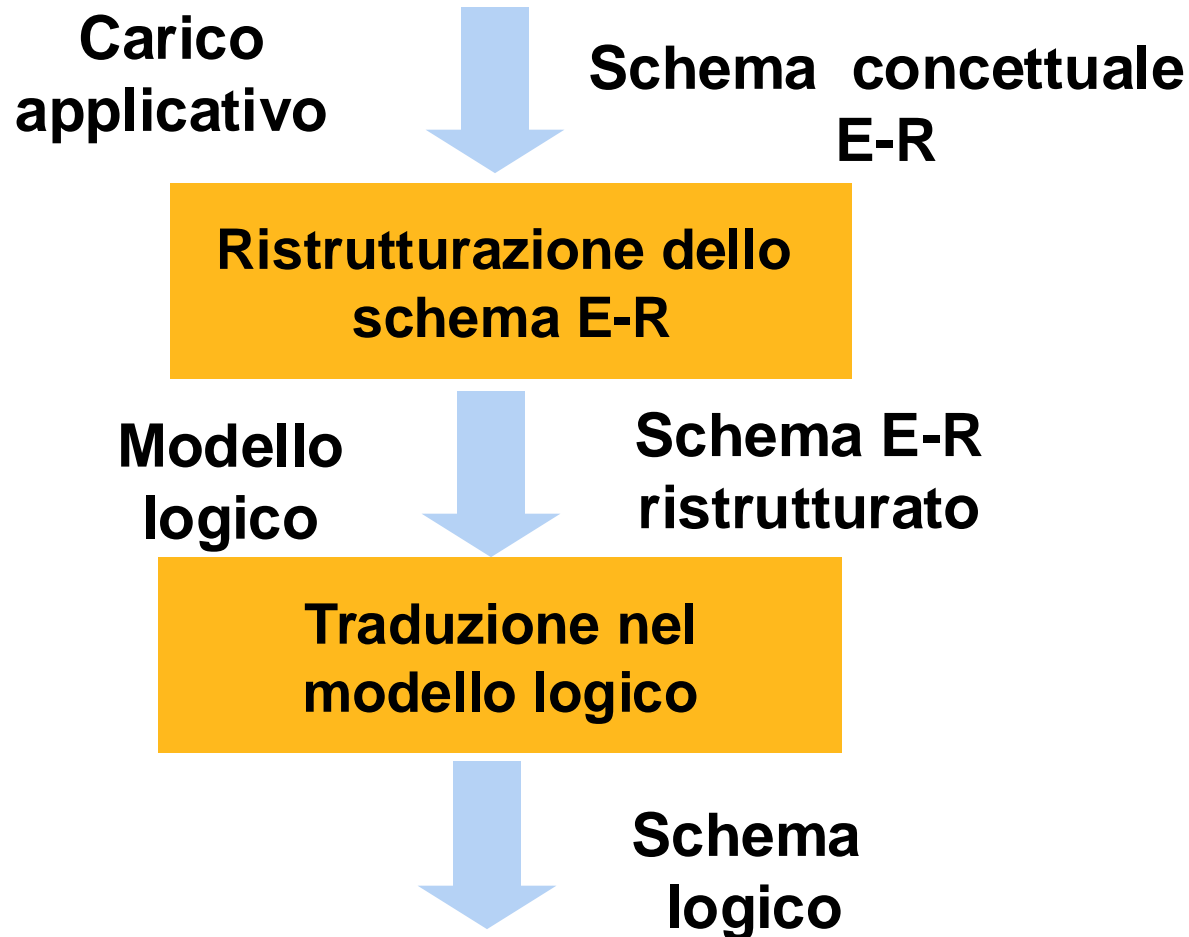 Carico
applicativo
Schema concettuale
E-R
Ristrutturazione dello
schema E-R
Modello
logico
Schema E-R
ristrutturato
Traduzione nel
modello logico
Schema
logico